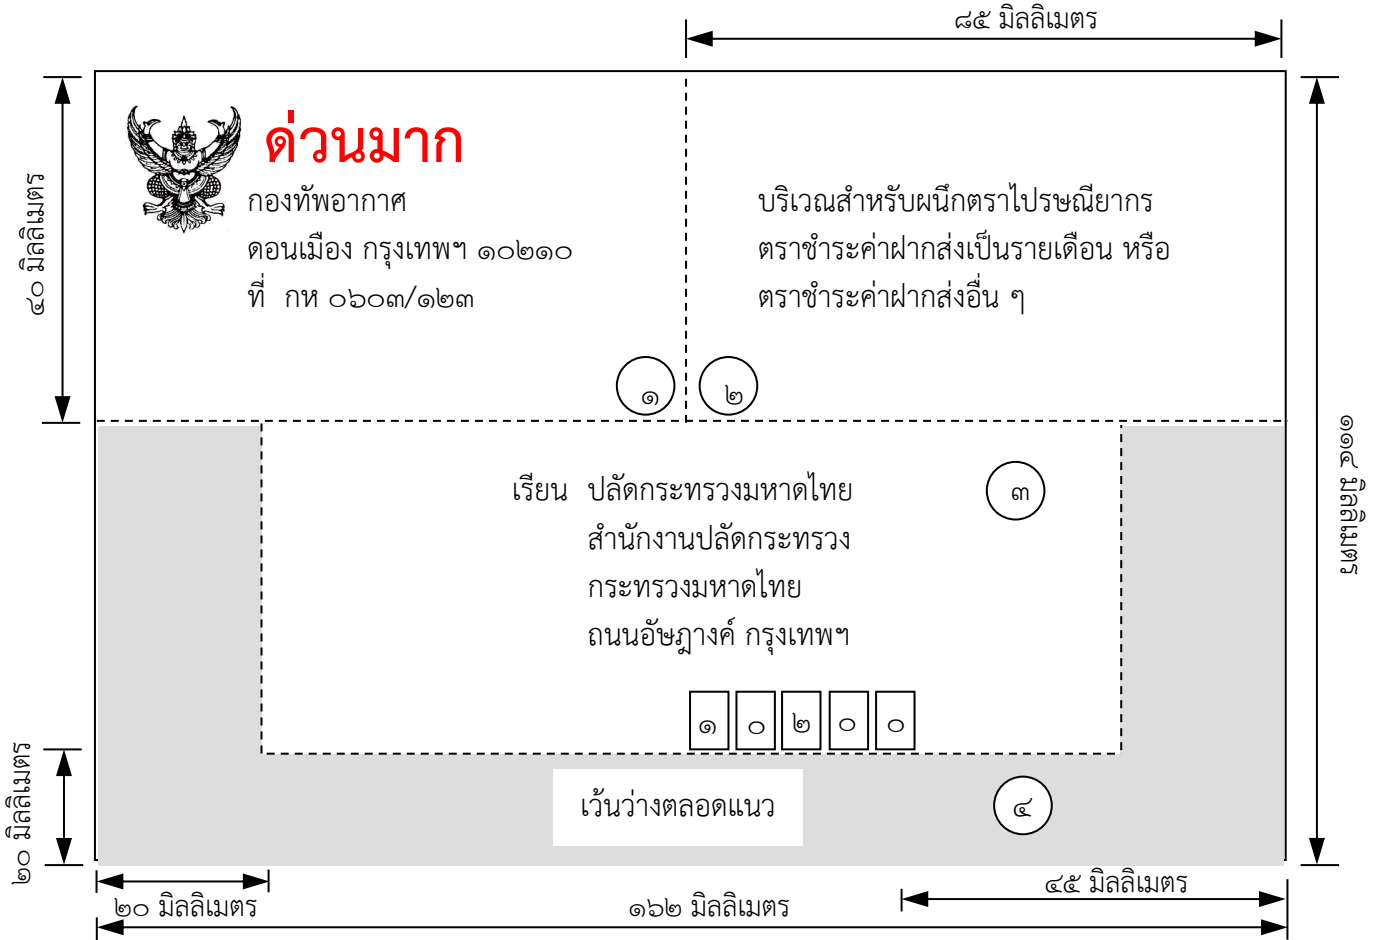 ๘๕ มิลลิเมตร
๔๐ มิลลิเมตร
ด่วนมาก
กองทัพอากาศ
ดอนเมือง กรุงเทพฯ ๑๐๒๑๐
ที่ กห ๐๖๐๓/๑๒๓
บริเวณสำหรับผนึกตราไปรษณียากร
ตราชำระค่าฝากส่งเป็นรายเดือน หรือ
ตราชำระค่าฝากส่งอื่น ๆ
๑
๒
๑๑๔ มิลลิเมตร
เรียน ปลัดกระทรวงมหาดไทย
๓
สำนักงานปลัดกระทรวง
กระทรวงมหาดไทย
ถนนอัษฎางค์ กรุงเทพฯ
๑ ๐ ๒ ๐ ๐
๒๐ มิลลิเมตร
เว้นว่างตลอดแนว
๔
๒๐ มิลลิเมตร
๔๕ มิลลิเมตร
๑๖๒ มิลลิเมตร